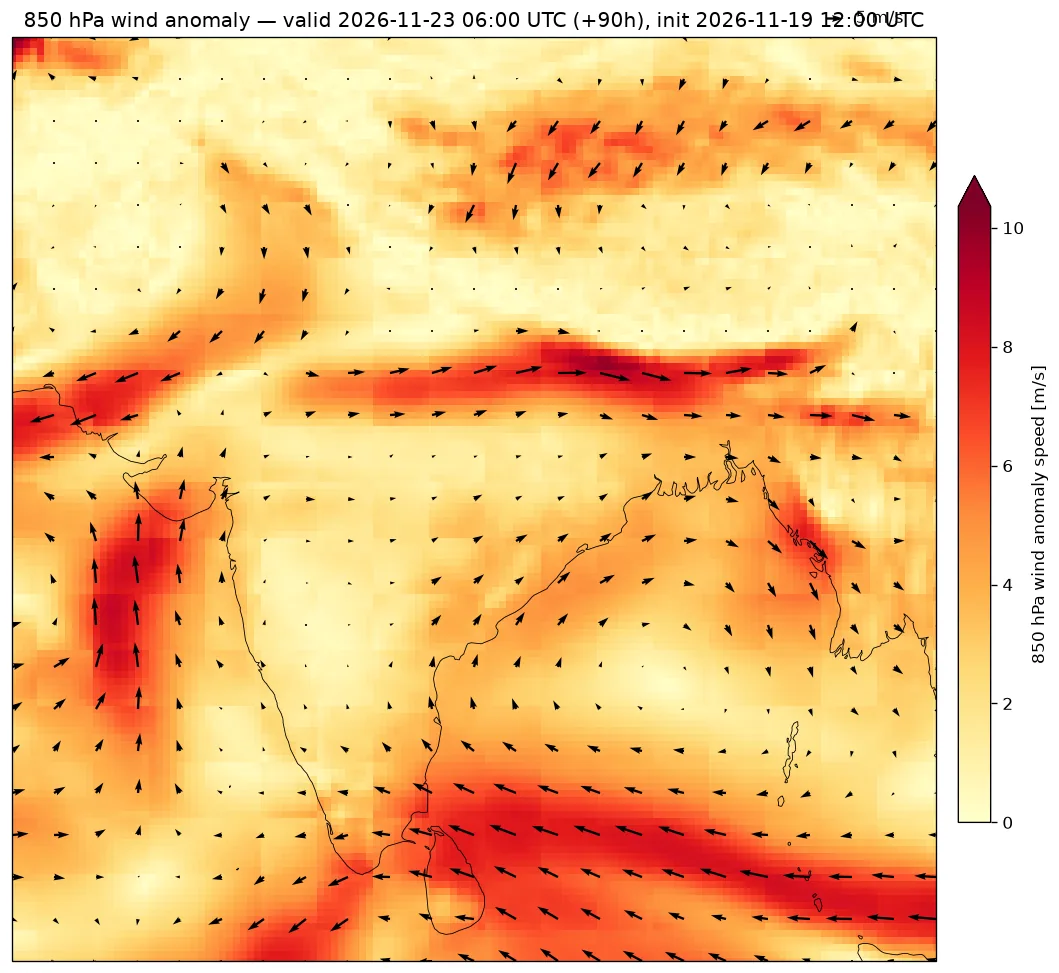 850 hPa wind anomaly — valid 2026-11-23 06:00 UTC (+90h), init 2026-11-19 12:00 UTC
5 m/s
10
8
6
4
2
0
850 hPa wind anomaly speed [m/s]